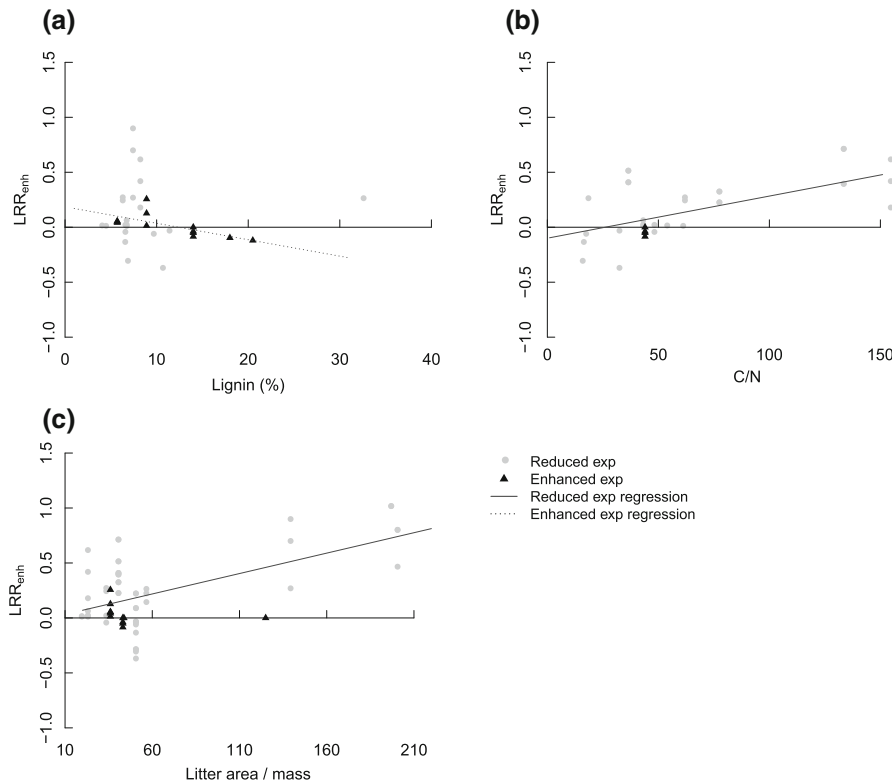 (a)
LRRenh
1.5
1.0
0.5
0.0
−0.5
−1.0
0 10 20 30 40
Lignin (%)
(b)
LRRenh
1.5
1.0
0.5
0.0
−0.5
−1.0
0 50 100 150
C/N
(c)
LRRenh
1.5
1.0
0.5
0.0
−0.5
−1.0
10 60 110 160 210
Litter area / mass
Reduced exp
Enhanced exp
Reduced exp regression
Enhanced exp regression